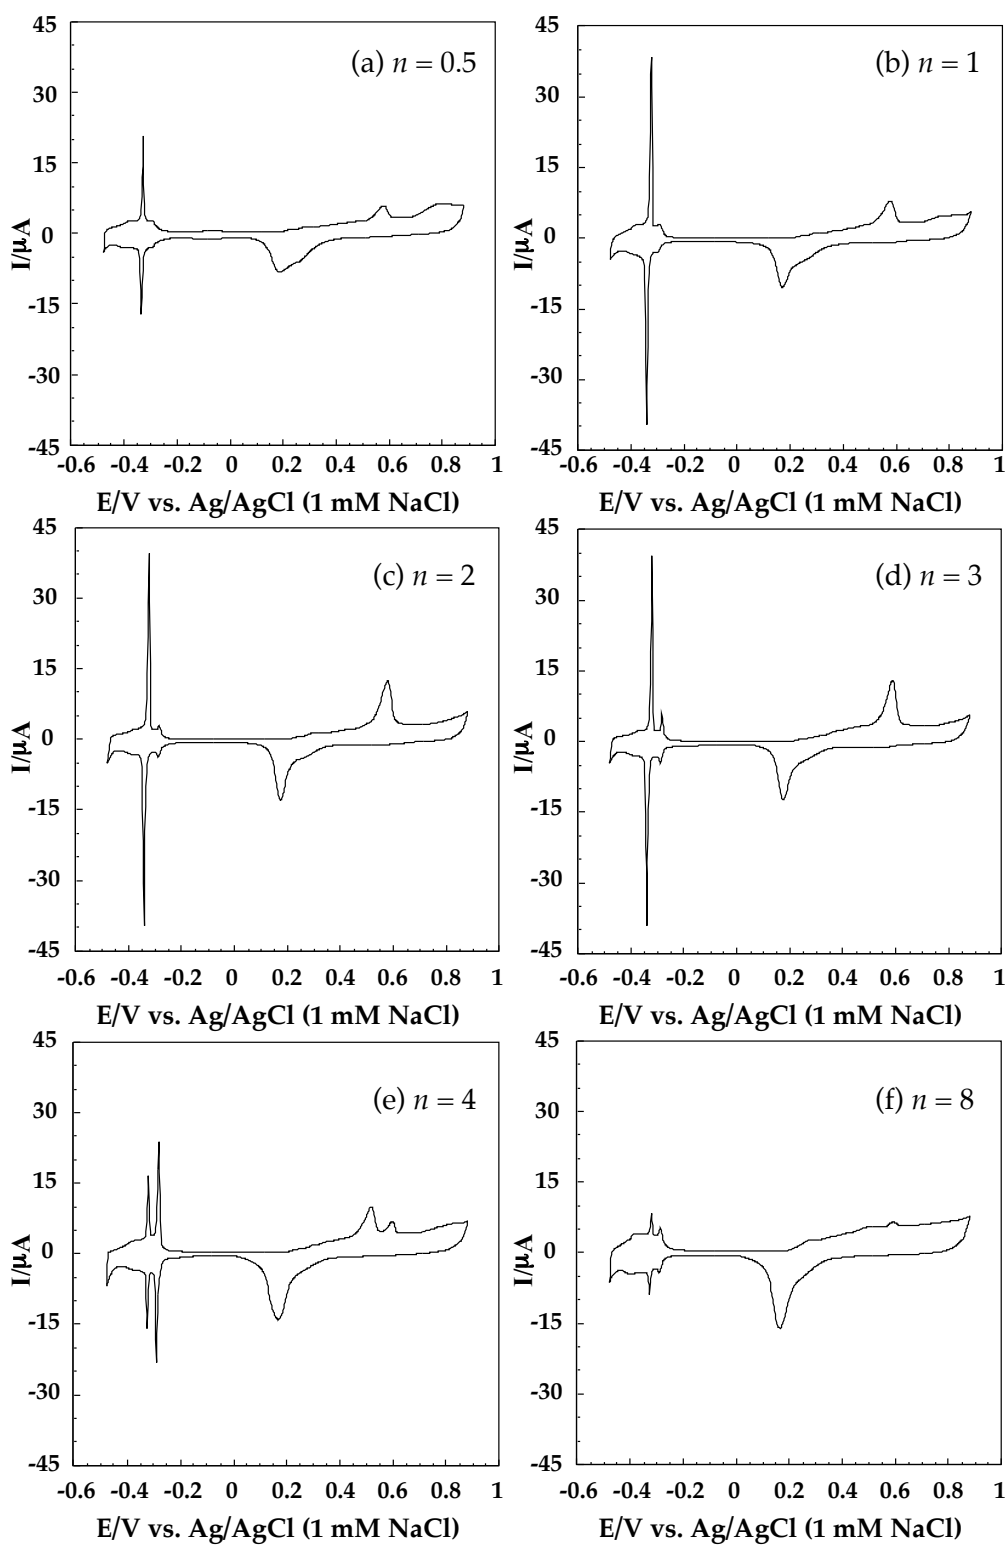 45
30
15
0
-15
-30
-45
I/μA
(a) n = 0.5
-0.6 -0.4 -0.2 0 0.2 0.4 0.6 0.8 1
E/V vs. Ag/AgCl (1 mM NaCl)
45
30
15
0
-15
-30
-45
I/μA
(b) n = 1
-0.6 -0.4 -0.2 0 0.2 0.4 0.6 0.8 1
E/V vs. Ag/AgCl (1 mM NaCl)
45
30
15
0
-15
-30
-45
I/μA
(c) n = 2
-0.6 -0.4 -0.2 0 0.2 0.4 0.6 0.8 1
E/V vs. Ag/AgCl (1 mM NaCl)
45
30
15
0
-15
-30
-45
I/μA
(d) n = 3
-0.6 -0.4 -0.2 0 0.2 0.4 0.6 0.8 1
E/V vs. Ag/AgCl (1 mM NaCl)
45
30
15
0
-15
-30
-45
I/μA
(e) n = 4
-0.6 -0.4 -0.2 0 0.2 0.4 0.6 0.8 1
E/V vs. Ag/AgCl (1 mM NaCl)
45
30
15
0
-15
-30
-45
I/μA
(f) n = 8
-0.6 -0.4 -0.2 0 0.2 0.4 0.6 0.8 1
E/V vs. Ag/AgCl (1 mM NaCl)